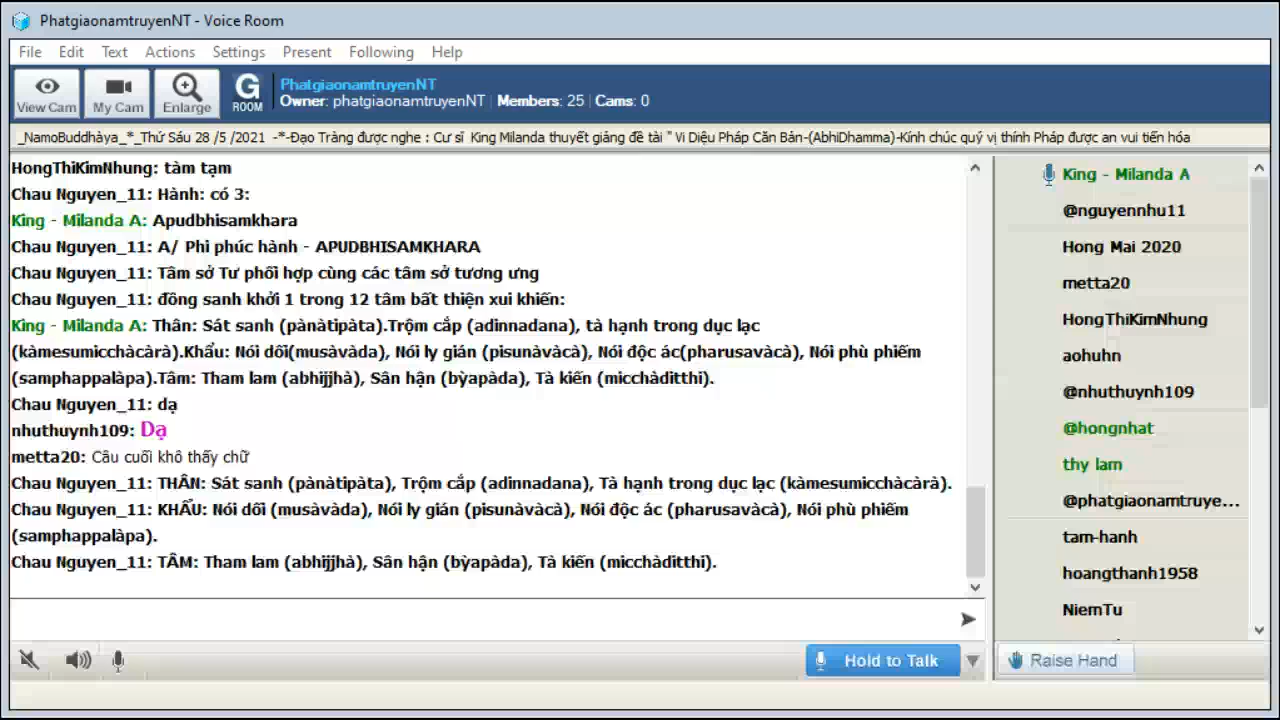 PhatgiaonamtruyenNT - Voice Room
File Edit Text Actions Settings Present Following Help
View Cam
My Cam
Enlarge
G
ROOM
PhatgiaonamtruyenNT
Owner: phatgiaonamtruyenNT | Members: 25 | Cams: 0
_NamoBuddhàya_*_Thứ Sáu 28 /5 /2021 -*-Đạo Tràng được nghe : Cư sĩ King Milanda thuyết giảng đề tài " Vi Diệu Pháp Căn Bản-(AbhiDhamma)-Kính chúc quý vị thính Pháp được an vui tiến hóa
HongThiKimNhung: tàm tạm
Chau Nguyen_11: Hành: có 3:
King - Milanda A: Apudbhisamkhara
Chau Nguyen_11: A/ Phi phúc hành - APUDBHISAMKHARA
Chau Nguyen_11: Tâm sở Tư phối hợp cùng các tâm sở tương ưng
Chau Nguyen_11: đồng sanh khởi 1 trong 12 tâm bất thiện xui khiến:
King - Milanda A: Thân: Sát sanh (pànàtipàta).Trộm cắp (adinnadana), tà hạnh trong dục lạc
(kàmesumicchàcàrà).Khẩu: Nói dối(musàvàda), Nói ly gián (pisunàvàcà), Nói độc ác(pharusavàcà), Nói phù phiếm
(samphappalàpa).Tâm: Tham lam (abhijjhà), Sân hận (bỳapàda), Tà kiến (micchàditthi).
Chau Nguyen_11: dạ
nhuthuynh109: Dạ
metta20: Câu cuối khô thấy chữ
Chau Nguyen_11: THÂN: Sát sanh (pànàtipàta), Trộm cắp (adinnadana), Tà hạnh trong dục lạc (kàmesumicchàcàrà).
Chau Nguyen_11: KHẨU: Nói dối (musàvàda), Nói ly gián (pisunàvàcà), Nói độc ác (pharusavàcà), Nói phù phiếm
(samphappalàpa).
Chau Nguyen_11: TÂM: Tham lam (abhijjhà), Sân hận (bỳapàda), Tà kiến (micchàditthi).
King - Milanda A
@nguyennhu11
Hong Mai 2020
metta20
HongThiKimNhung
aohuhn
@nhuthuynh109
@hongnhat
thy lam
@phatgiaonamtruye...
tam-hanh
hoangthanh1958
NiemTu
Hold to Talk
Raise Hand